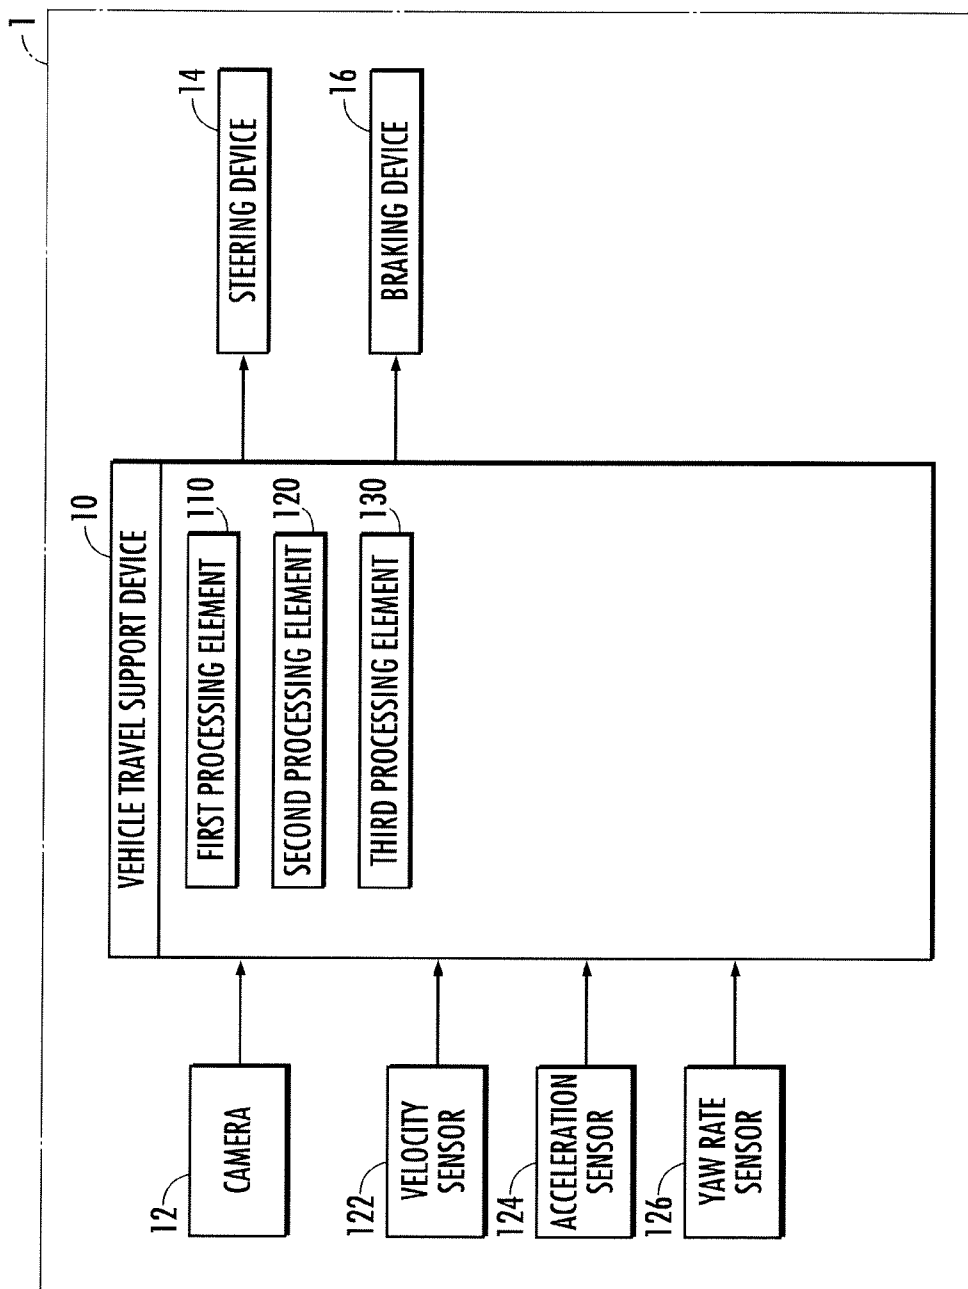 1
10
VEHICLE TRAVEL SUPPORT DEVICE
12
CAMERA
FIRST PROCESSING ELEMENT
110
STEERING DEVICE
14
SECOND PROCESSING ELEMENT
120
122
VELOCITY
SENSOR
THIRD PROCESSING ELEMENT
130
BRAKING DEVICE
16
124
ACCELERATION
SENSOR
126
YAW RATE
SENSOR